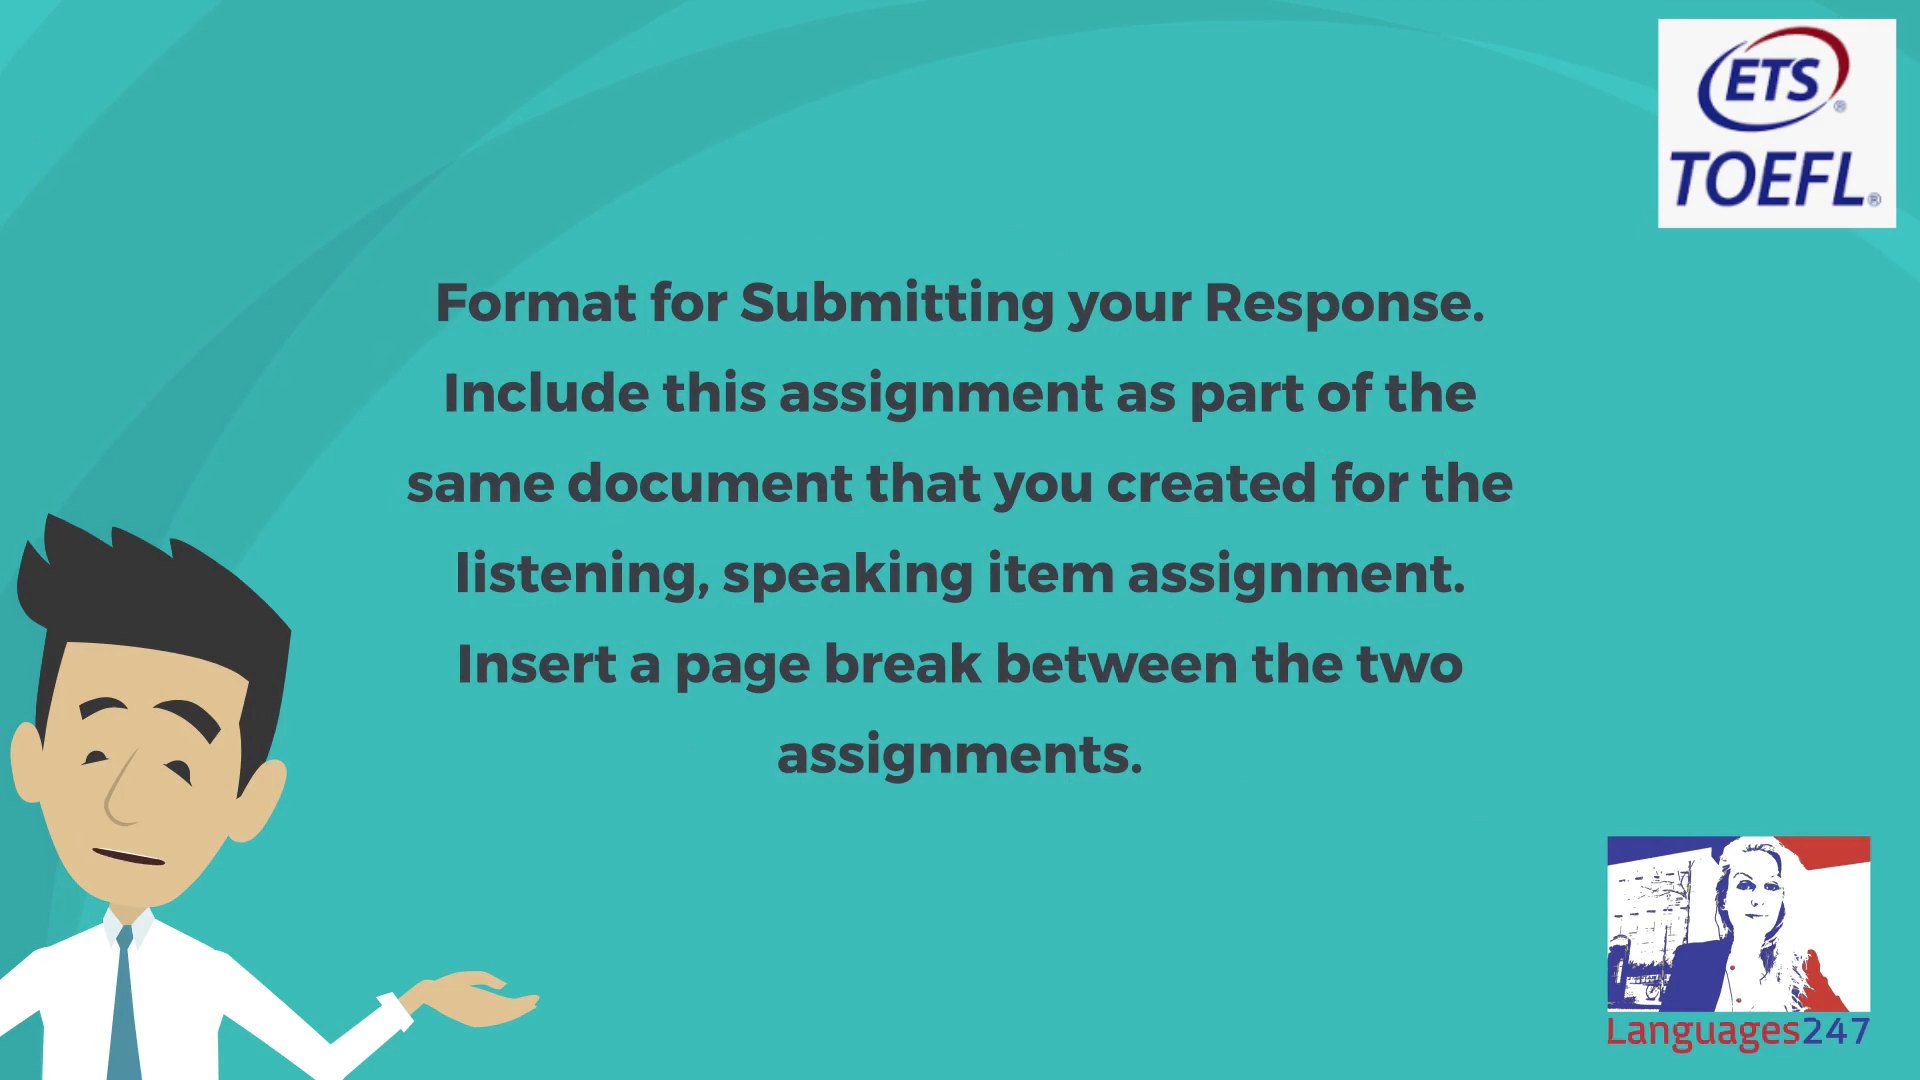 ETS®
TOEFL®
Format for Submitting your Response.
Include this assignment as part of the
same document that you created for the
listening, speaking item assignment.
Insert a page break between the two
assignments.
Languages247